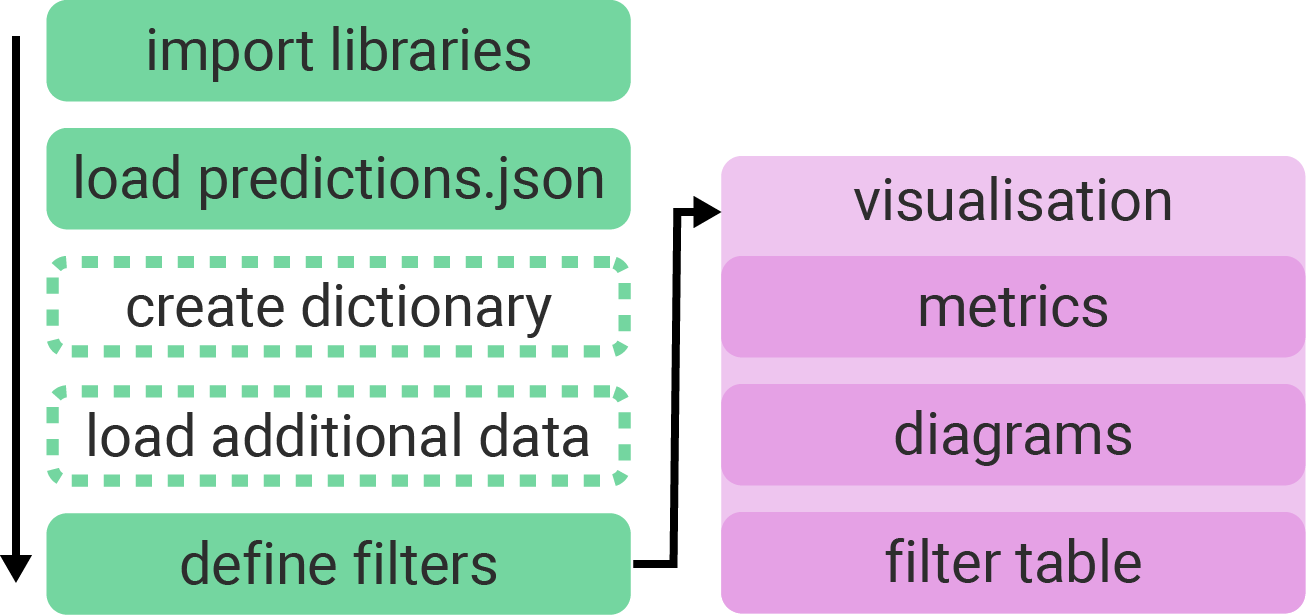 import libraries
load predictions.json
create dictionary
load additional data
define filters
visualisation
metrics
diagrams
filter table